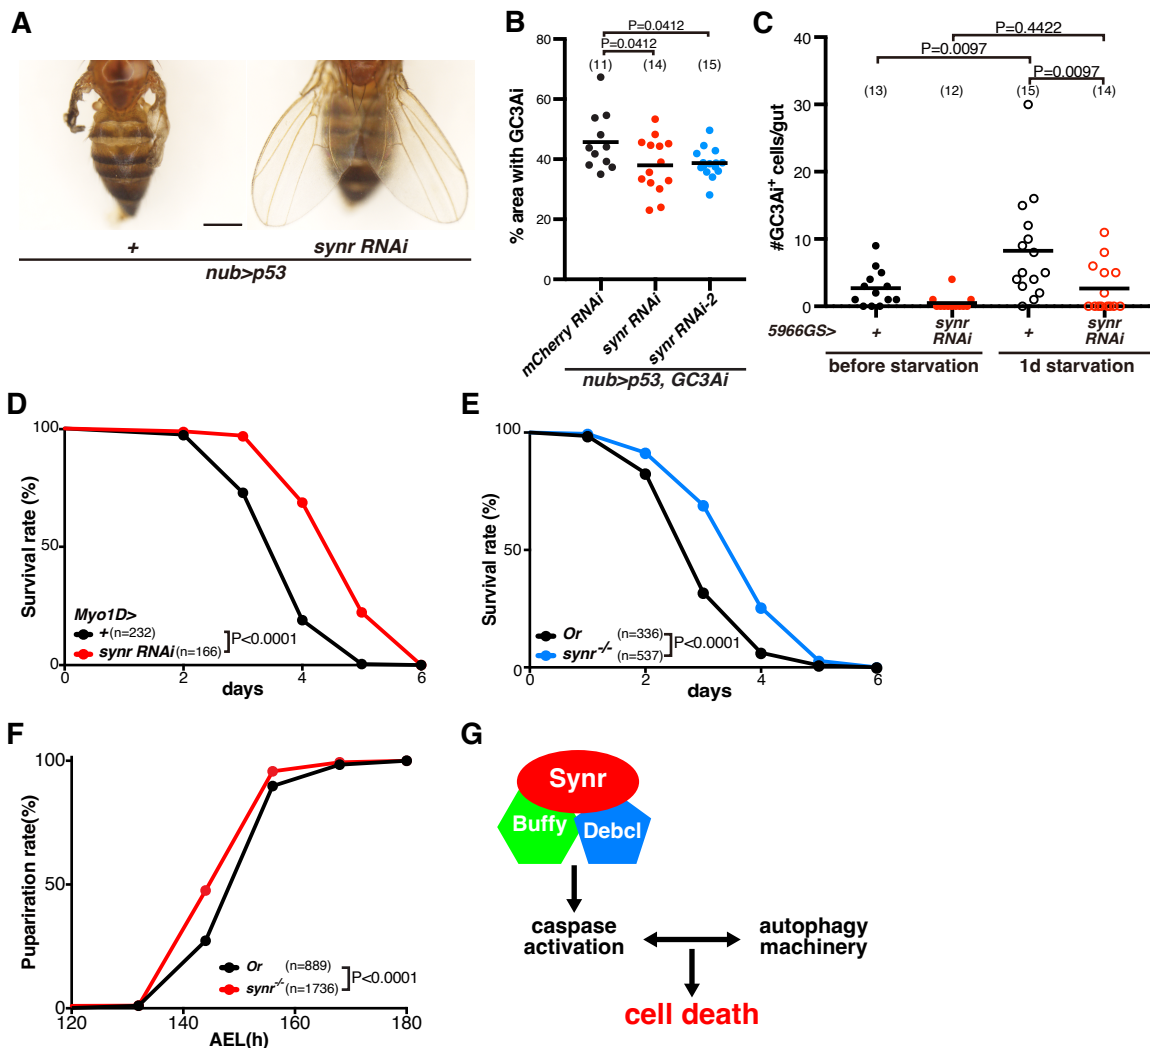 A
+
synr RNAi
nub>p53
B
P=0.0412
P=0.0412
(11)
(14)
(15)
80
60
40
20
0
% area with GC3Ai
mCherry RNAi
synr RNAi
synr RNAi-2
nub>p53, GC3Ai
C
P=0.4422
P=0.0097
P=0.0097
(13)
(12)
(15)
(14)
40
30
20
10
0
#GC3Ai+ cells/gut
5966GS>
+
synr
RNAi
+
synr
RNAi
before starvation
1d starvation
D
100
50
0
Survival rate (%)
Myo1D>
+(n=232)
synr RNAi(n=166)
P<0.0001
0
2
4
6
days
E
100
50
0
Survival rate (%)
Or (n=336)
synr-/- (n=537)
P<0.0001
0
2
4
6
days
F
100
50
0
Pupariration rate(%)
Or (n=889)
synr-/- (n=1736)
P<0.0001
120
140
160
180
AEL(h)
G
Synr
Buffy
Debcl
caspase
activation
autophagy
machinery
cell death